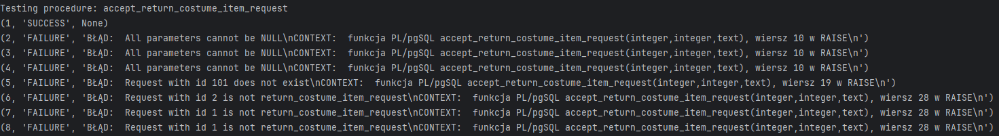 Testing procedure: accept_return_costume_item_request
(1, 'SUCCESS', None)
(2, 'FAILURE', 'BŁĄD:  All parameters cannot be NULL\nCONTEXT:  funkcja PL/pgSQL accept_return_costume_item_request(integer,integer,text), wiersz 10 w RAISE\n')
(3, 'FAILURE', 'BŁĄD:  All parameters cannot be NULL\nCONTEXT:  funkcja PL/pgSQL accept_return_costume_item_request(integer,integer,text), wiersz 10 w RAISE\n')
(4, 'FAILURE', 'BŁĄD:  All parameters cannot be NULL\nCONTEXT:  funkcja PL/pgSQL accept_return_costume_item_request(integer,integer,text), wiersz 10 w RAISE\n')
(5, 'FAILURE', 'BŁĄD:  Request with id 101 does not exist\nCONTEXT:  funkcja PL/pgSQL accept_return_costume_item_request(integer,integer,text), wiersz 19 w RAISE\n')
(6, 'FAILURE', 'BŁĄD:  Request with id 2 is not return_costume_item_request\nCONTEXT:  funkcja PL/pgSQL accept_return_costume_item_request(integer,integer,text), wiersz 28 w RAISE\n')
(7, 'FAILURE', 'BŁĄD:  Request with id 1 is not return_costume_item_request\nCONTEXT:  funkcja PL/pgSQL accept_return_costume_item_request(integer,integer,text), wiersz 28 w RAISE\n')
(8, 'FAILURE', 'BŁĄD:  Request with id 1 is not return_costume_item_request\nCONTEXT:  funkcja PL/pgSQL accept_return_costume_item_request(integer,integer,text), wiersz 28 w RAISE\n')